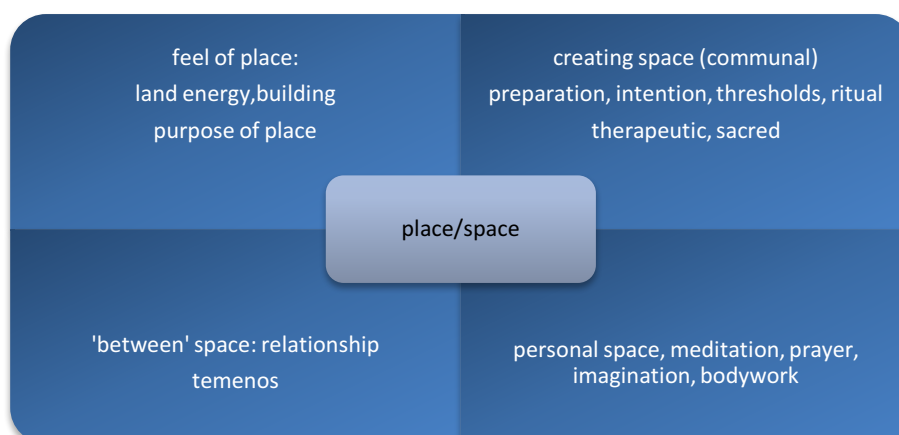 feel of place:
land energy,building
purpose of place
creating space (communal)
preparation, intention, thresholds, ritual
therapeutic, sacred
place/space
'between' space: relationship
temenos
personal space, meditation, prayer,
imagination, bodywork